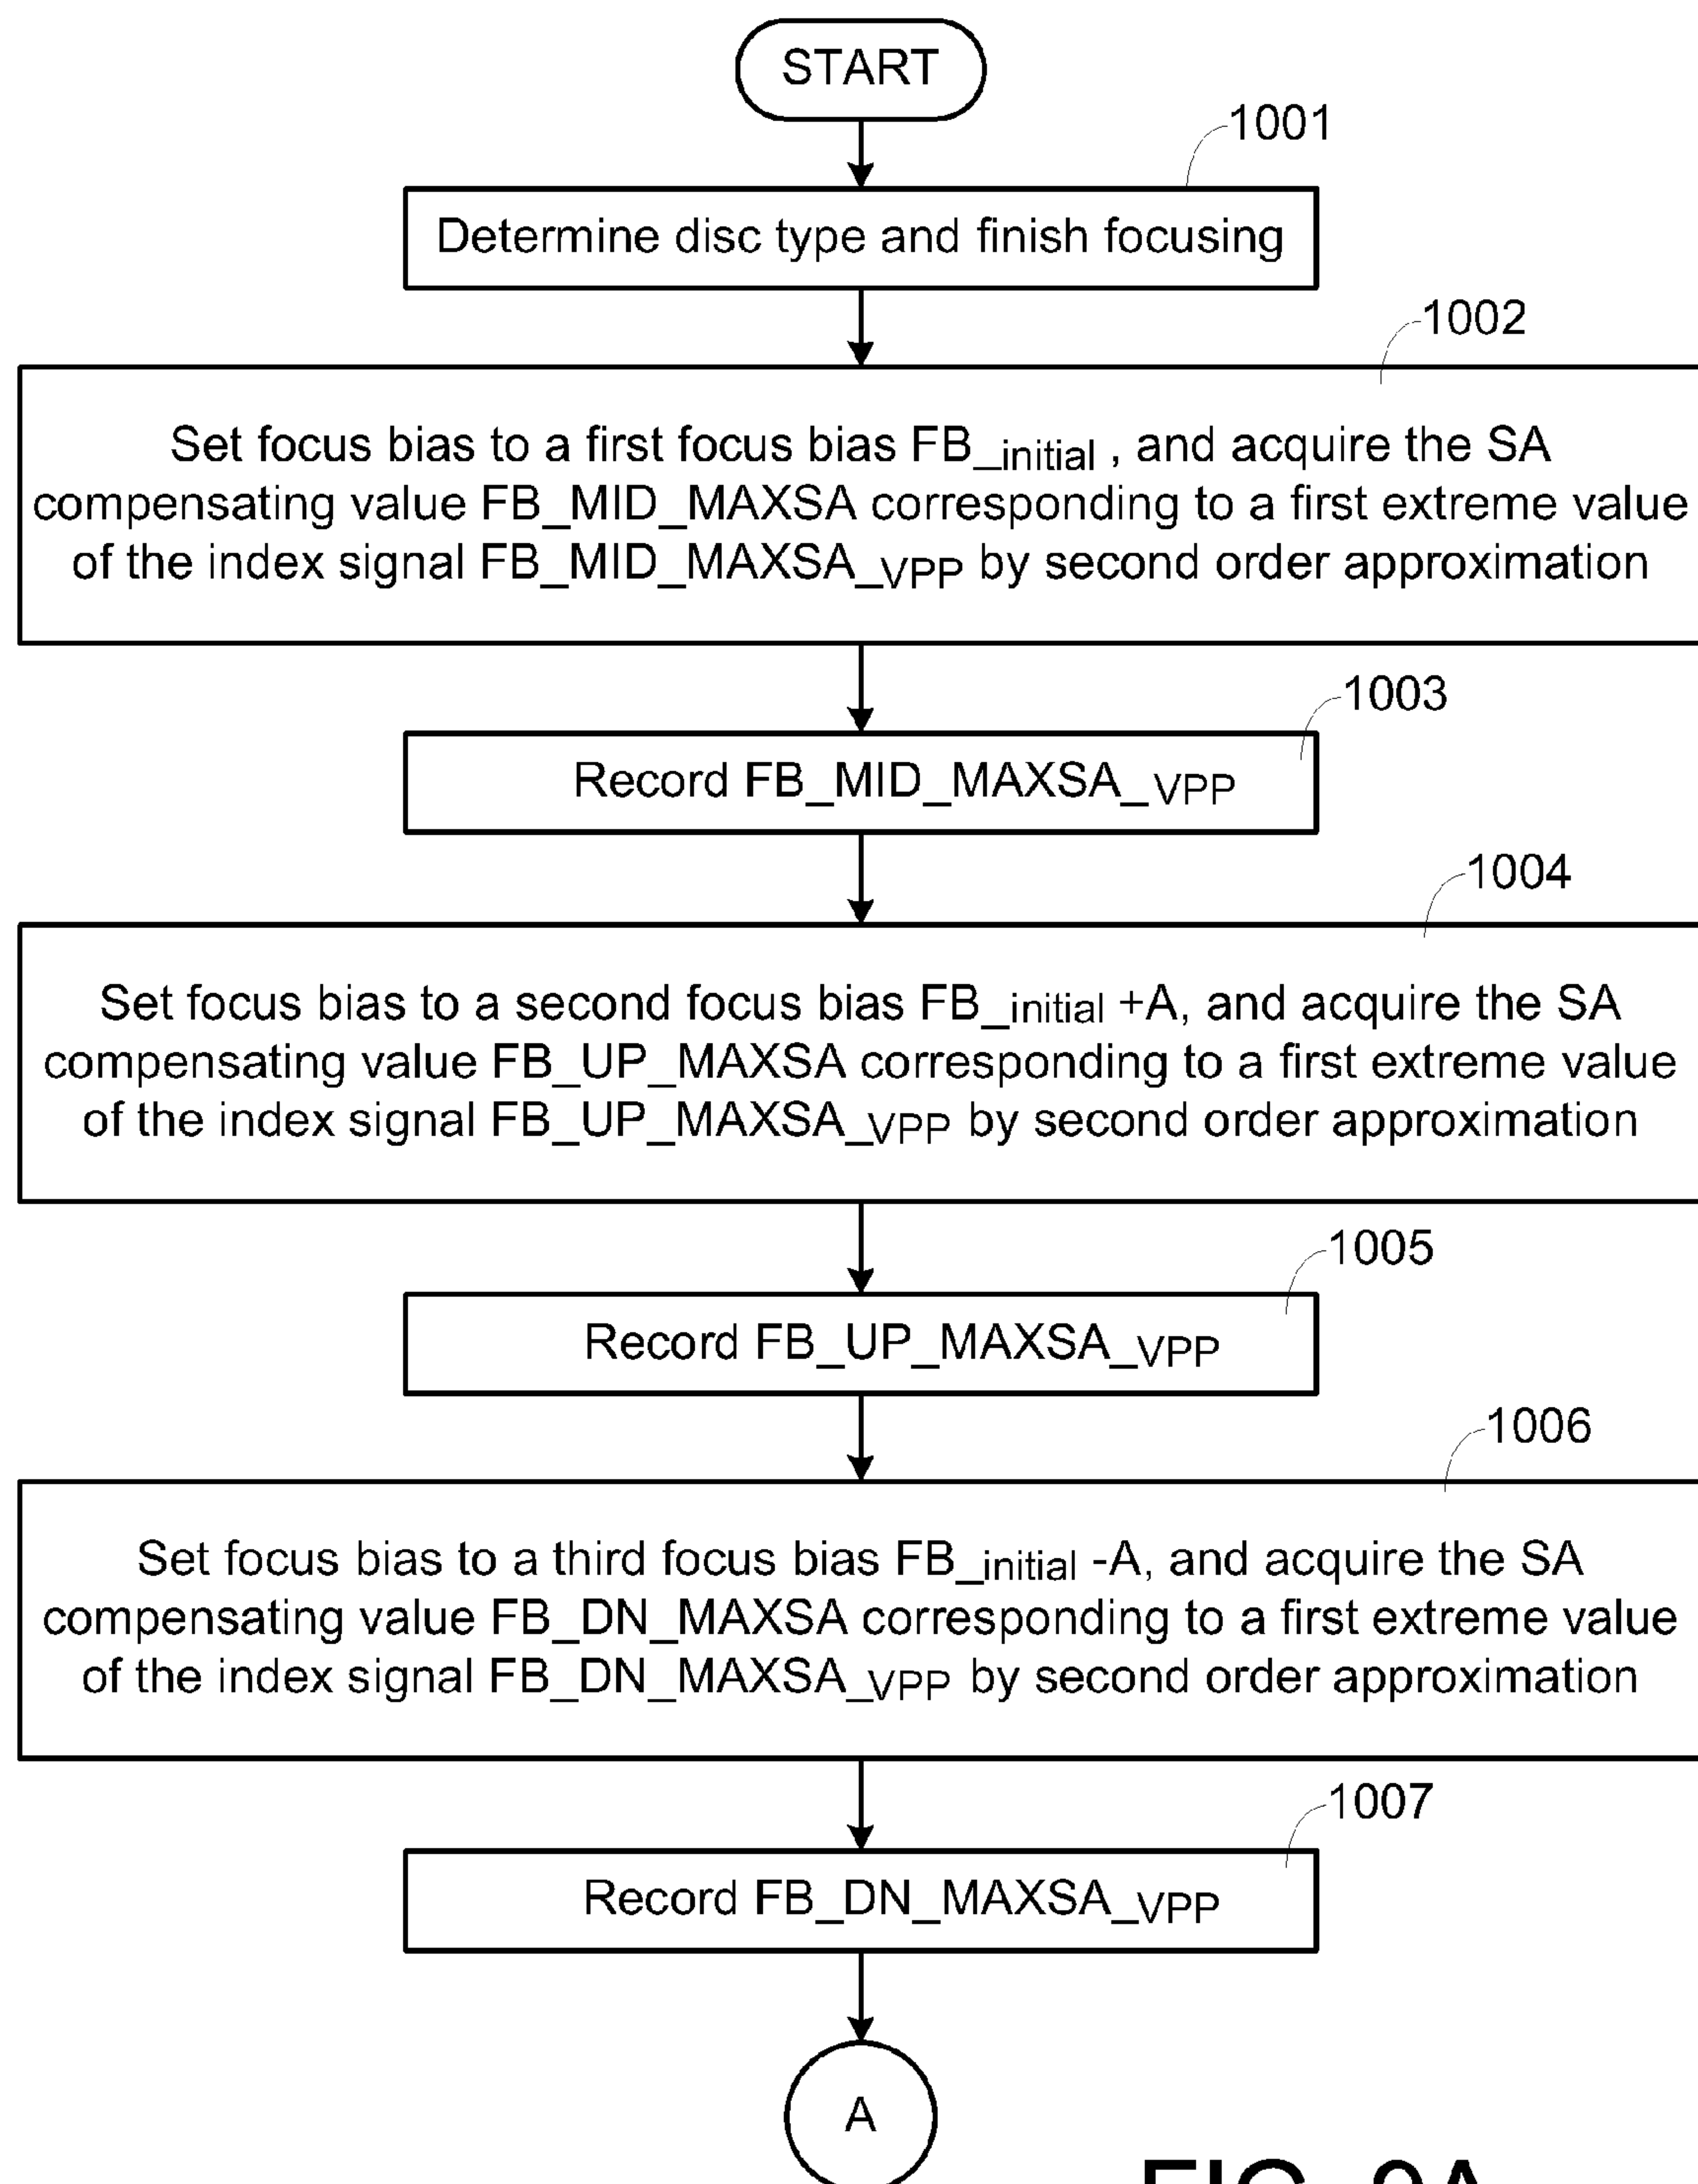 START
1001
Determine disc type and finish focusing
1002
Set focus bias to a first focus bias FB_initial , and acquire the SA
compensating value FB_MID_MAXSA corresponding to a first extreme value
of the index signal FB_MID_MAXSA_VPP by second order approximation
1003
Record FB_MID_MAXSA_VPP
1004
Set focus bias to a second focus bias FB_initial +A, and acquire the SA
compensating value FB_UP_MAXSA corresponding to a first extreme value
of the index signal FB_UP_MAXSA_VPP by second order approximation
1005
Record FB_UP_MAXSA_VPP
1006
Set focus bias to a third focus bias FB_initial -A, and acquire the SA
compensating value FB_DN_MAXSA corresponding to a first extreme value
of the index signal FB_DN_MAXSA_VPP by second order approximation
1007
Record FB_DN_MAXSA_VPP
A
FIG. 9A